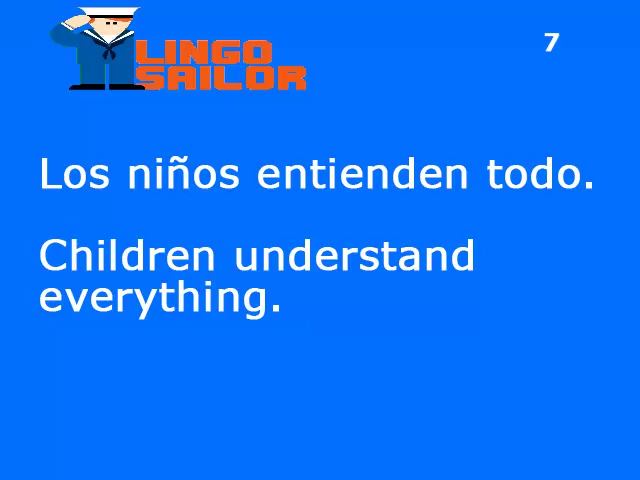 LINGO
SAILOR
7
Los niños entienden todo.
Children understand
everything.